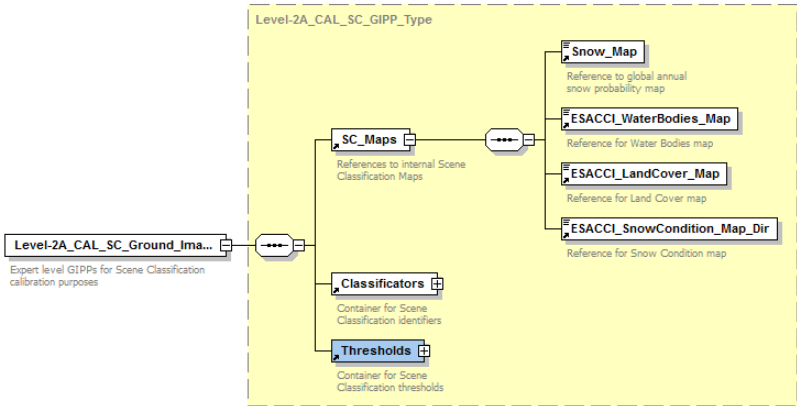 Level-2A_CAL_SC_GIPP_Type
Snow_Map
Reference to global annual
snow probability map
ESACCI_WaterBodies_Map
Reference for Water Bodies map
SC_Maps
References to internal Scene
Classification Maps
ESACCI_LandCover_Map
Reference for Land Cover map
ESACCI_SnowCondition_Map_Dir
Reference for Snow Condition map
Level-2A_CAL_SC_Ground_Ima...
Expert level GIPPs for Scene Classification
calibration purposes
Classificators
Container for Scene
Classification identifiers
Thresholds
Container for Scene
Classification thresholds